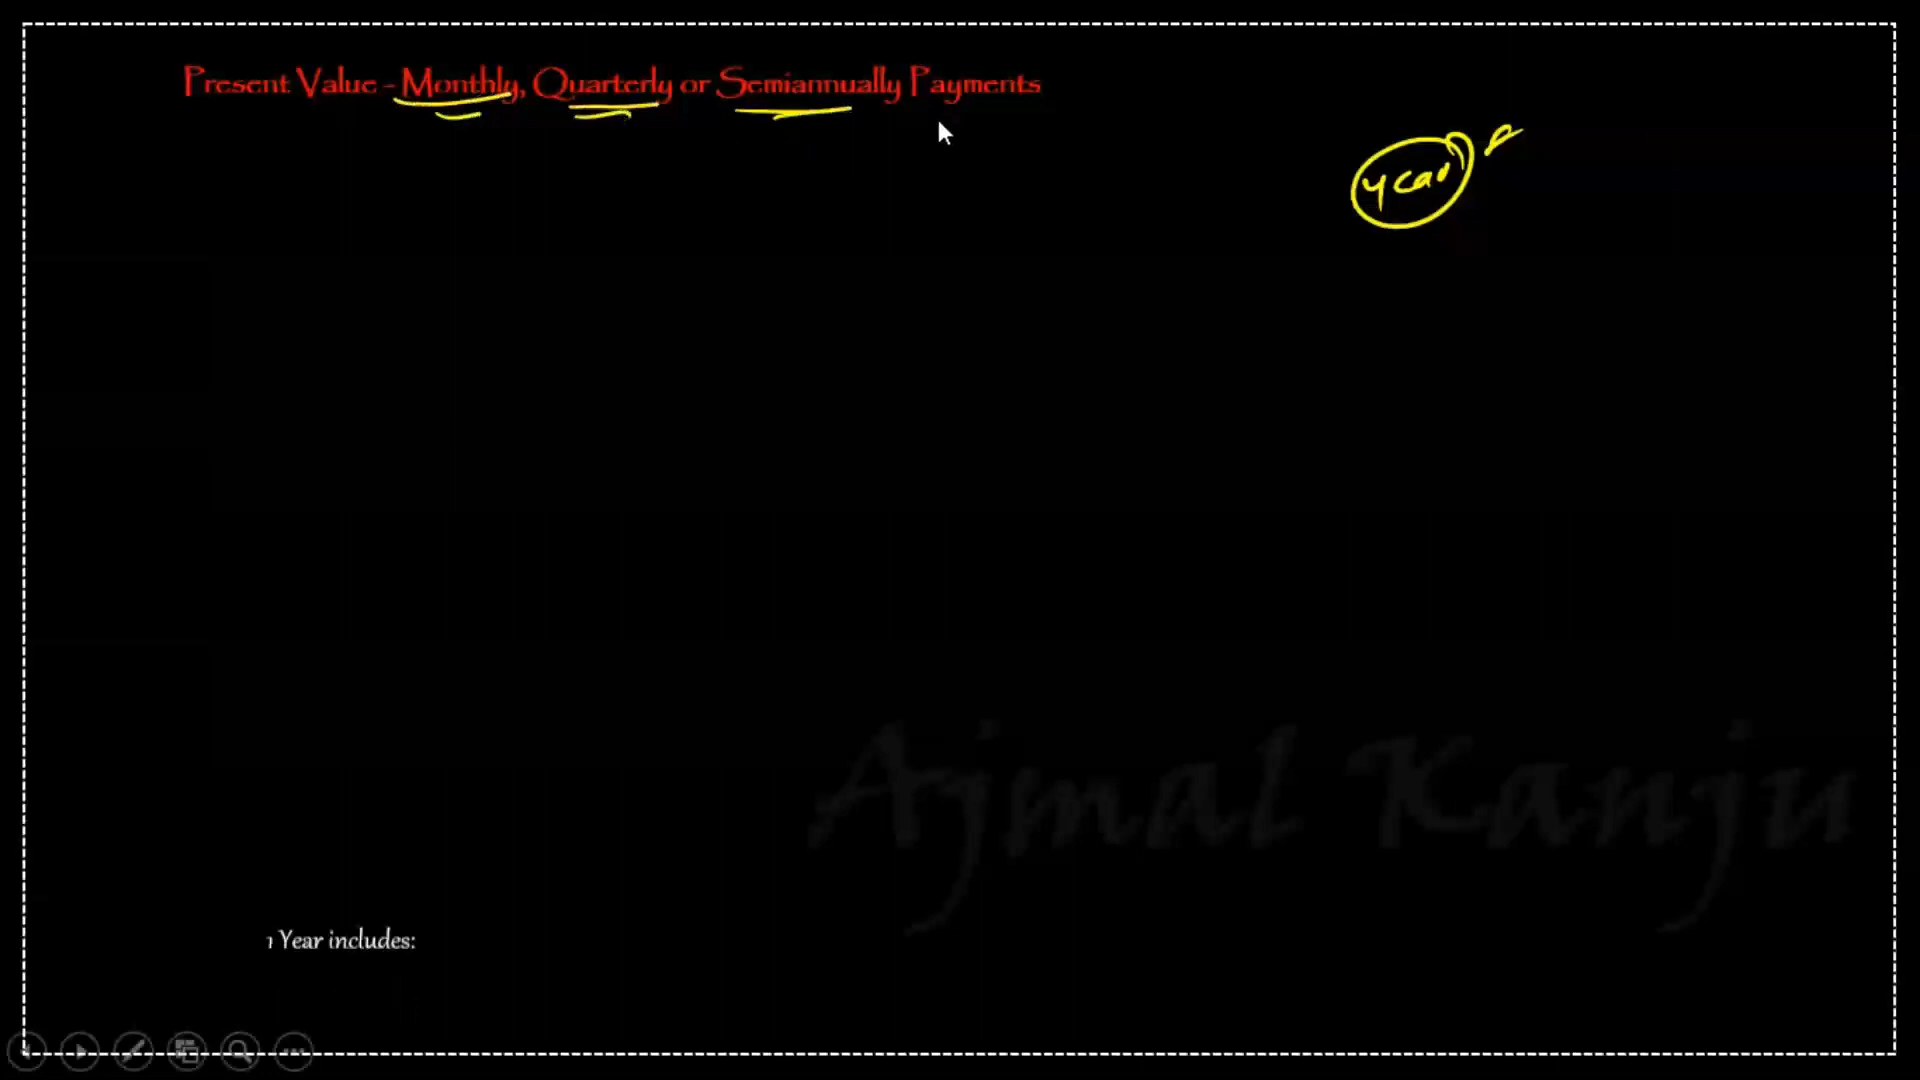 Present Value - Monthly, Quarterly or Semiannually Payments
year
1 Year includes:
Ajmal Kanju